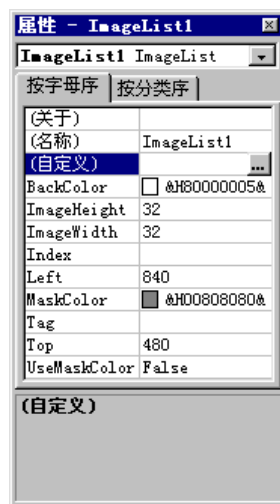 属性 - ImageList1
ImageList1 ImageList
按字母序 按分类序
(关于)
(名称) ImageList1
(自定义) ...
BackColor &H80000005&
ImageHeight 32
ImageWidth 32
Index
Left 840
MaskColor &H00808080&
Tag
Top 480
UseMaskColor False
(自定义)